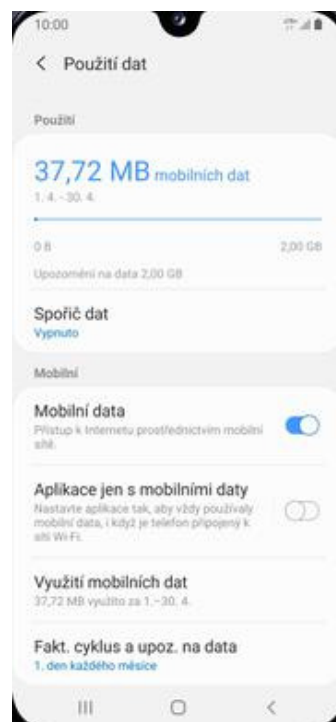 10:00
Použití dat
Použití
37,72 MB mobilních dat
1. 4. – 30. 4.
0 B 2,00 GB
Upozornění na data 2,00 GB
Spořič dat
Vypnuto
Mobilní
Mobilní data
Přístup k Internetu prostřednictvím mobilní
sítě.
Aplikace jen s mobilními daty
Nastavte aplikace tak, aby vždy používaly
mobilní data, i když je telefon připojený k
síti Wi-Fi.
Využití mobilních dat
37,72 MB využito za 1. – 30. 4.
Fakt. cyklus a upoz. na data
1. den každého měsíce